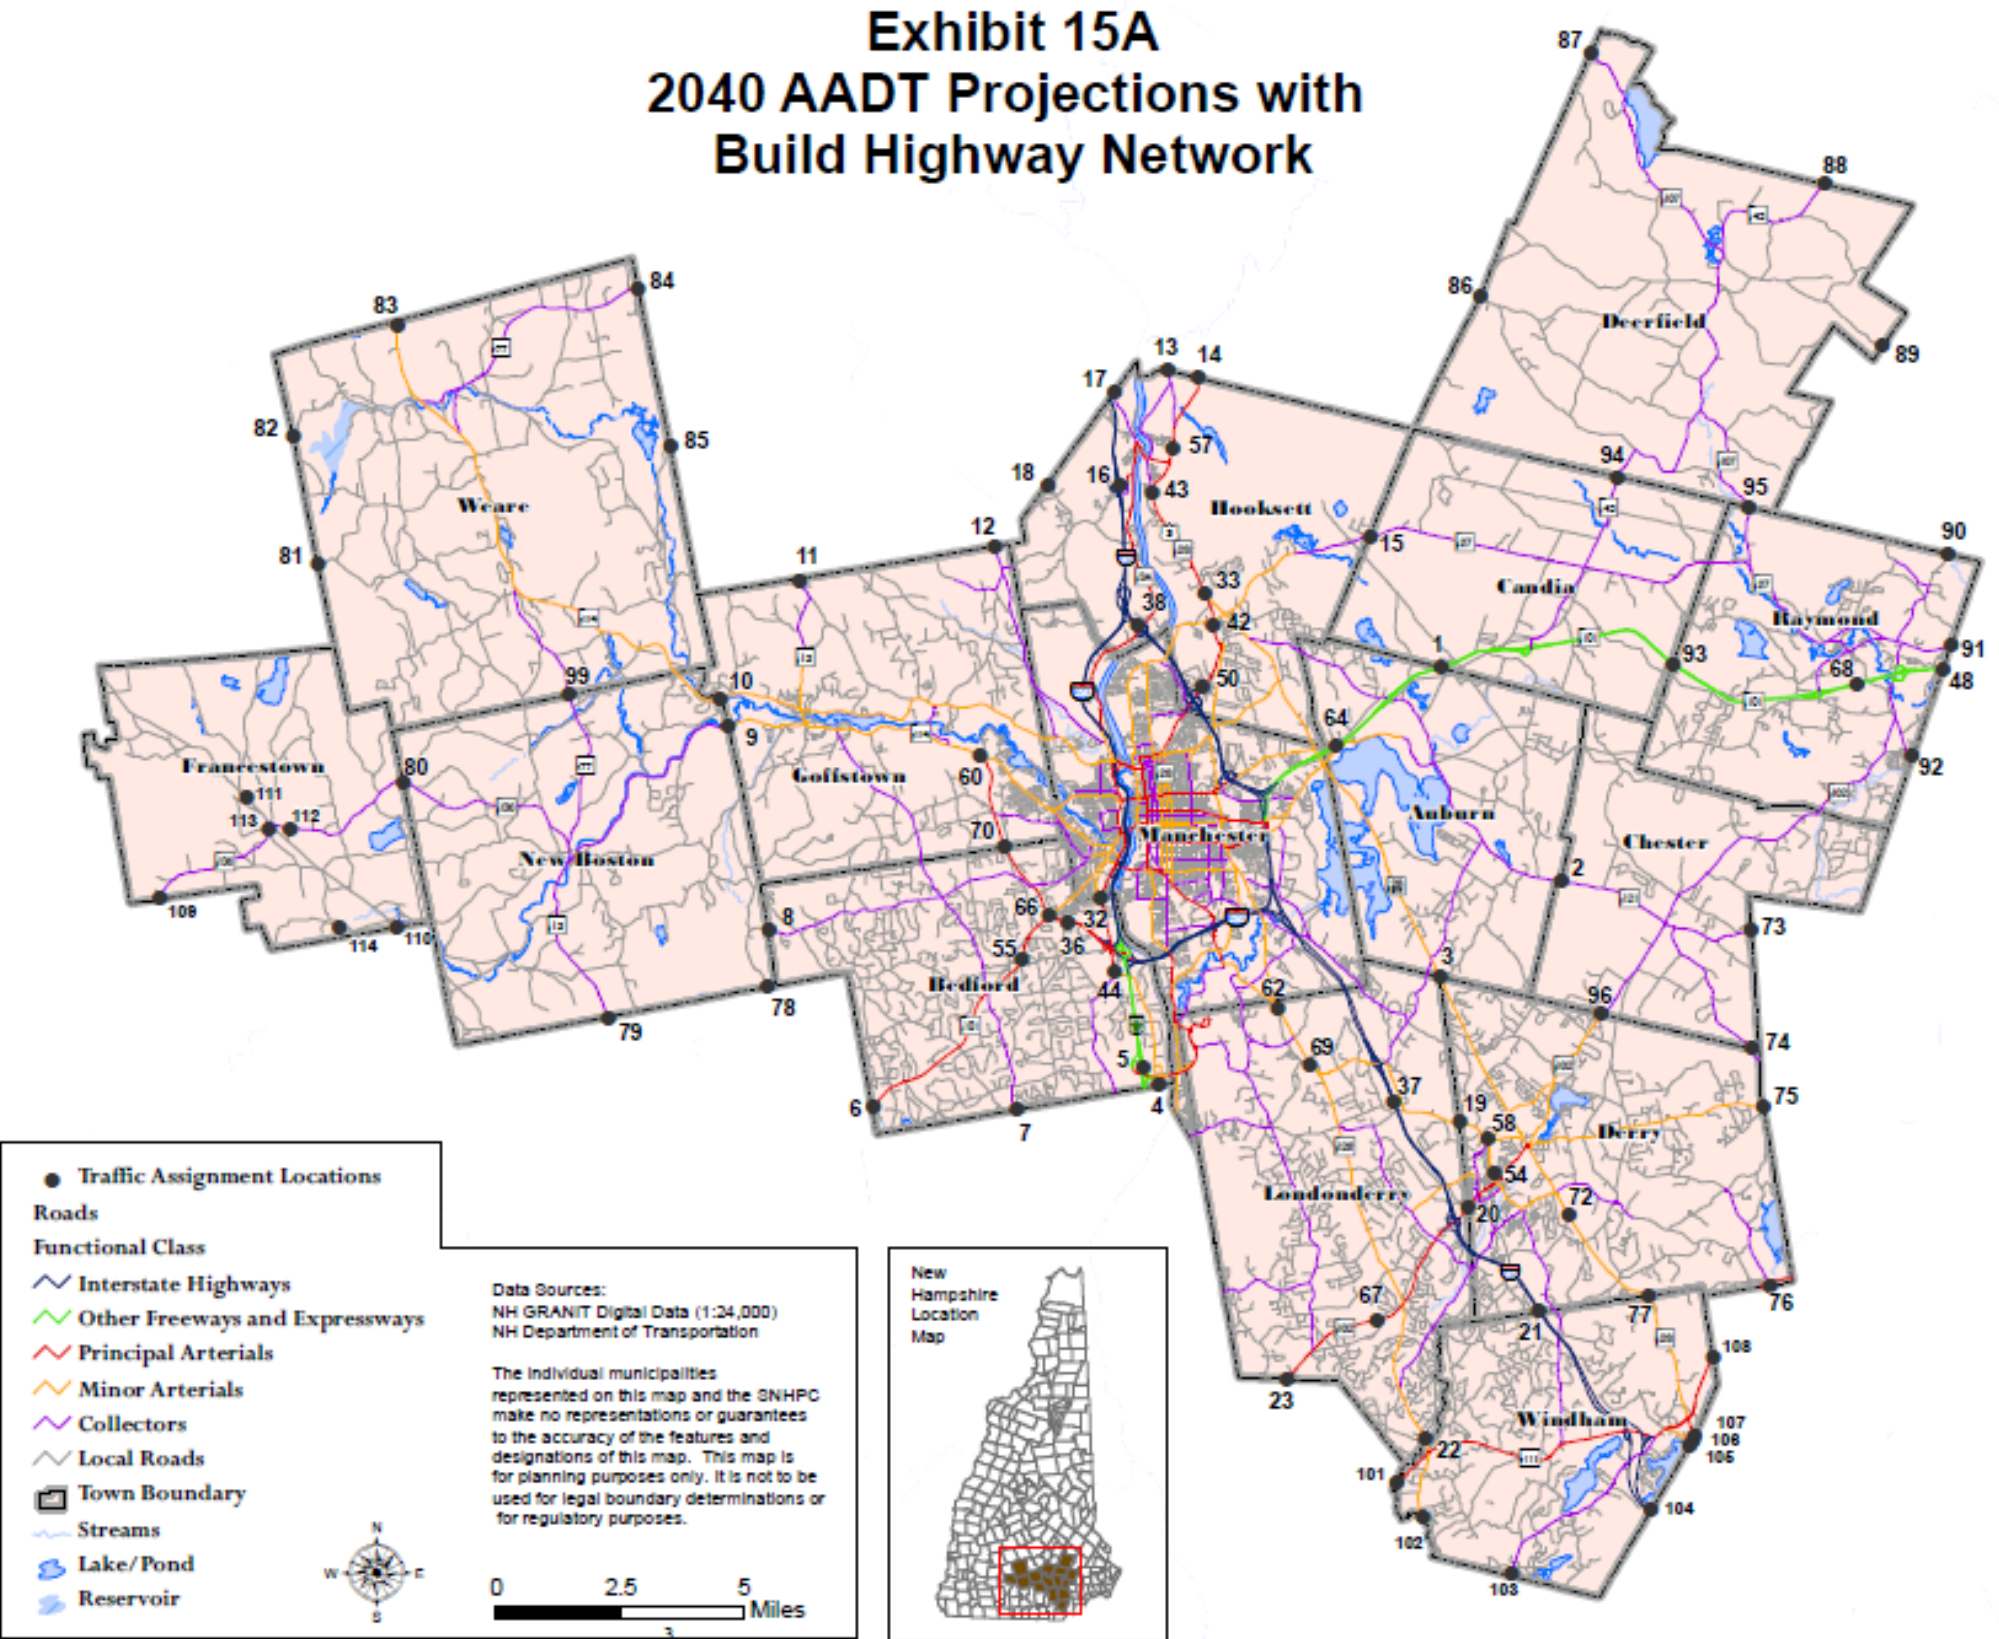 Exhibit 15A
2040 AADT Projections with
Build Highway Network
87
88
86
Deerfield
89
84
83
82
85
Weare
81
13
14
17
57
18
16
43
Hooksett
94
95
12
15
90
11
33
Candia
38
42
Raymond
1
93
91
68
48
99
10
50
64
9
92
Francestown
80
Goffstown
60
111
113
112
Manchester
Auburn
Chester
70
New Boston
2
109
114
110
8
66
32
36
55
73
Bedford
44
3
62
96
78
79
74
69
5
37
75
6
4
19
7
58
Derry
54
Londonderry
72
20
67
76
77
21
108
23
Windham
107
106
105
22
101
104
102
103
Traffic Assignment Locations
Roads
Functional Class
Interstate Highways
Other Freeways and Expressways
Principal Arterials
Minor Arterials
Collectors
Local Roads
Town Boundary
Streams
Lake/Pond
Reservoir
N
W
E
S
Data Sources:
NH GRANIT Digital Data (1:24,000)
NH Department of Transportation
The individual municipalities
represented on this map and the SNHPC
make no representations or guarantees
to the accuracy of the features and
designations of this map. This map is
for planning purposes only. It is not to be
used for legal boundary determinations or
for regulatory purposes.
0 2.5 5
Miles
3
New
Hampshire
Location
Map